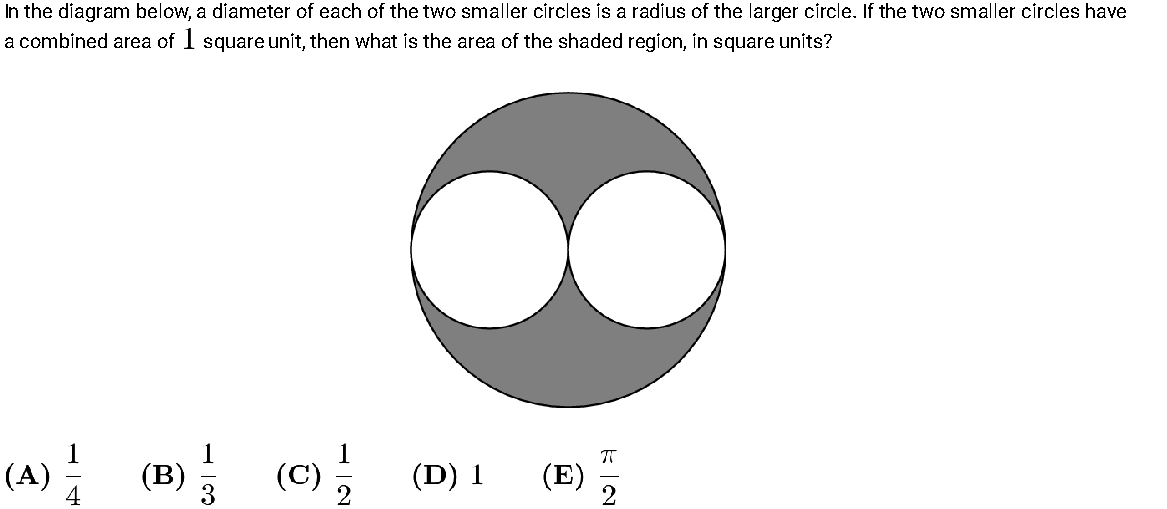 In the diagram below, a diameter of each of the two smaller circles is a radius of the larger circle. If the two smaller circles have
a combined area of 1 square unit, then what is the area of the shaded region, in square units?
(A) 1/4 (B) 1/3 (C) 1/2 (D) 1 (E) π/2